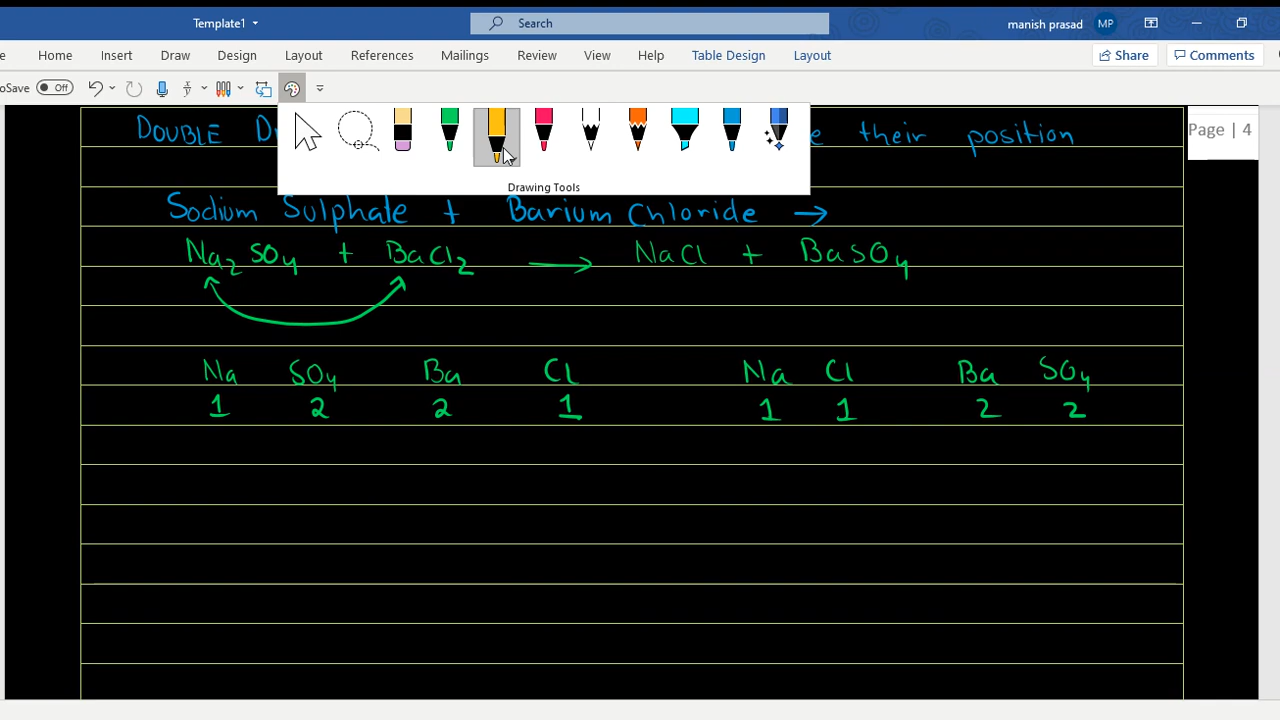 Template1
Search
manish prasad MP
e Home Insert Draw Design Layout References Mailings Review View Help Table Design Layout Share Comments
oSave Off
DOUBLE D e their position
Page | 4
Drawing Tools
Sodium Sulphate + Barium Chloride →
Na₂SO₄ + BaCl₂ → NaCl + BaSO₄
Na SO₄ Ba Cl Na Cl Ba SO₄
1 2 2 1 1 1 2 2